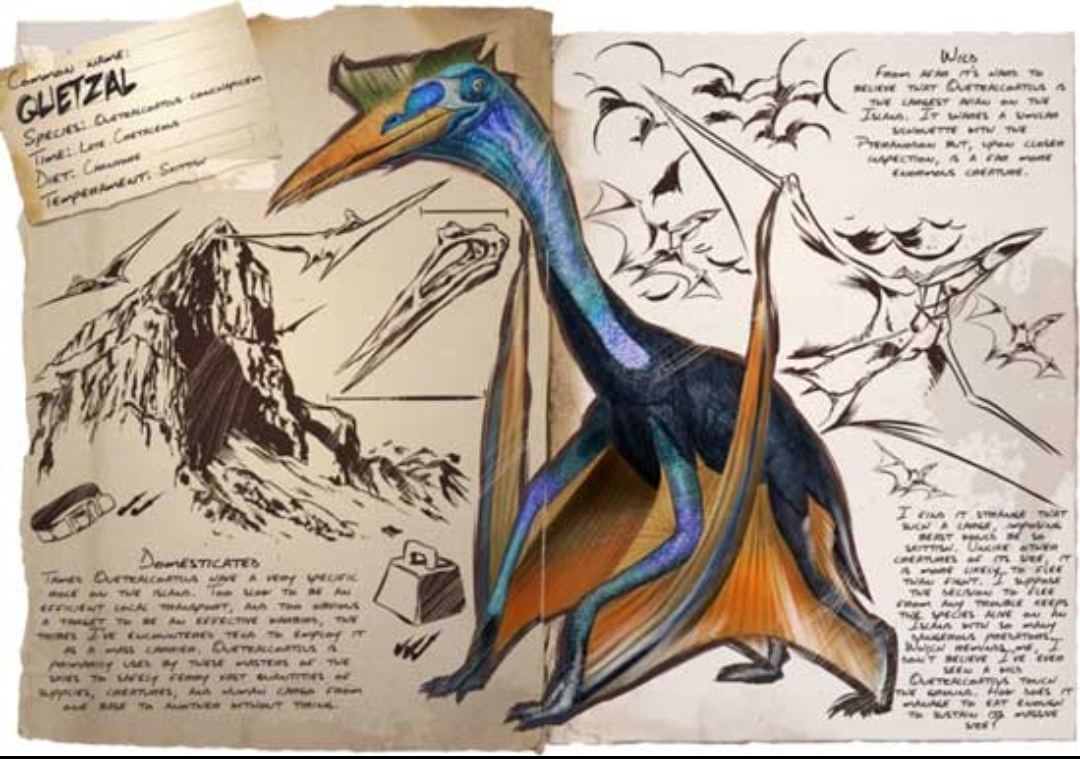 Common name:
QUETZAL
Species: Quetzalcoatlus conchapicem
Time: Late Cretaceous
Diet: Carnivore
Temperament: Skittish
Domesticated
Tamed Quetzalcoatlus have a very specific
role on the island. Too slow to be an
efficient local transport, and too obvious
a target to be an effective warbird, the
tribes I've encountered tend to employ it
as a mass carrier. Quetzalcoatlus is
primarily used by these masters of the
skies to safely ferry vast quantities of
supplies, creatures, and human cargo from
one base to another without tiring.
Wild
From afar it's hard to
believe that Quetzalcoatlus is
the largest avian on the
Island. It shares a similar
silhouette with the
Pteranodon but, upon closer
inspection, is a far more
enormous creature.
I find it strange that
such a large, imposing
beast would be so
skittish. Unlike other
creatures of its size, it
is more likely to flee
than fight. I suppose
the decision to flee
from any trouble keeps
the species alive on an
island with so many
dangerous predators.
Which reminds me, I
don't believe I've ever
seen a wild
Quetzalcoatlus touch
the ground. How does it
manage to eat enough
to sustain its massive
size?